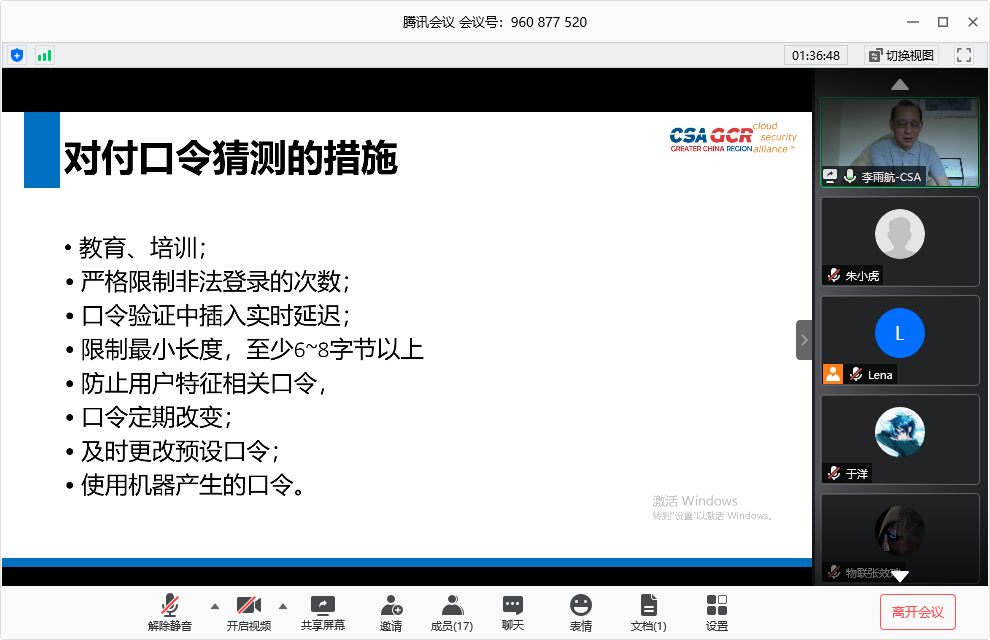 腾讯会议 会议号：960 877 520
01:36:48
切换视图
对付口令猜测的措施
CSA GCR cloud security alliance ®
GREATER CHINA REGION
• 教育、培训；
• 严格限制非法登录的次数；
• 口令验证中插入实时延迟；
• 限制最小长度，至少6~8字节以上
• 防止用户特征相关口令，
• 口令定期改变；
• 及时更改预设口令；
• 使用机器产生的口令。
激活 Windows
转到"设置"以激活 Windows。
李雨航-CSA
朱小虎
L
Lena
于洋
物联张效
解除静音
开启视频
共享屏幕
邀请
成员(17)
聊天
表情
文档(1)
设置
离开会议